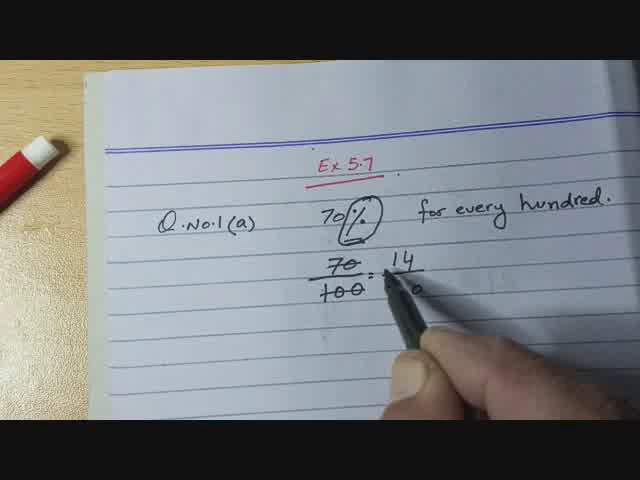 Ex 5.7
Q.No.1(a) 70% for every hundred.
70/100 = 14/